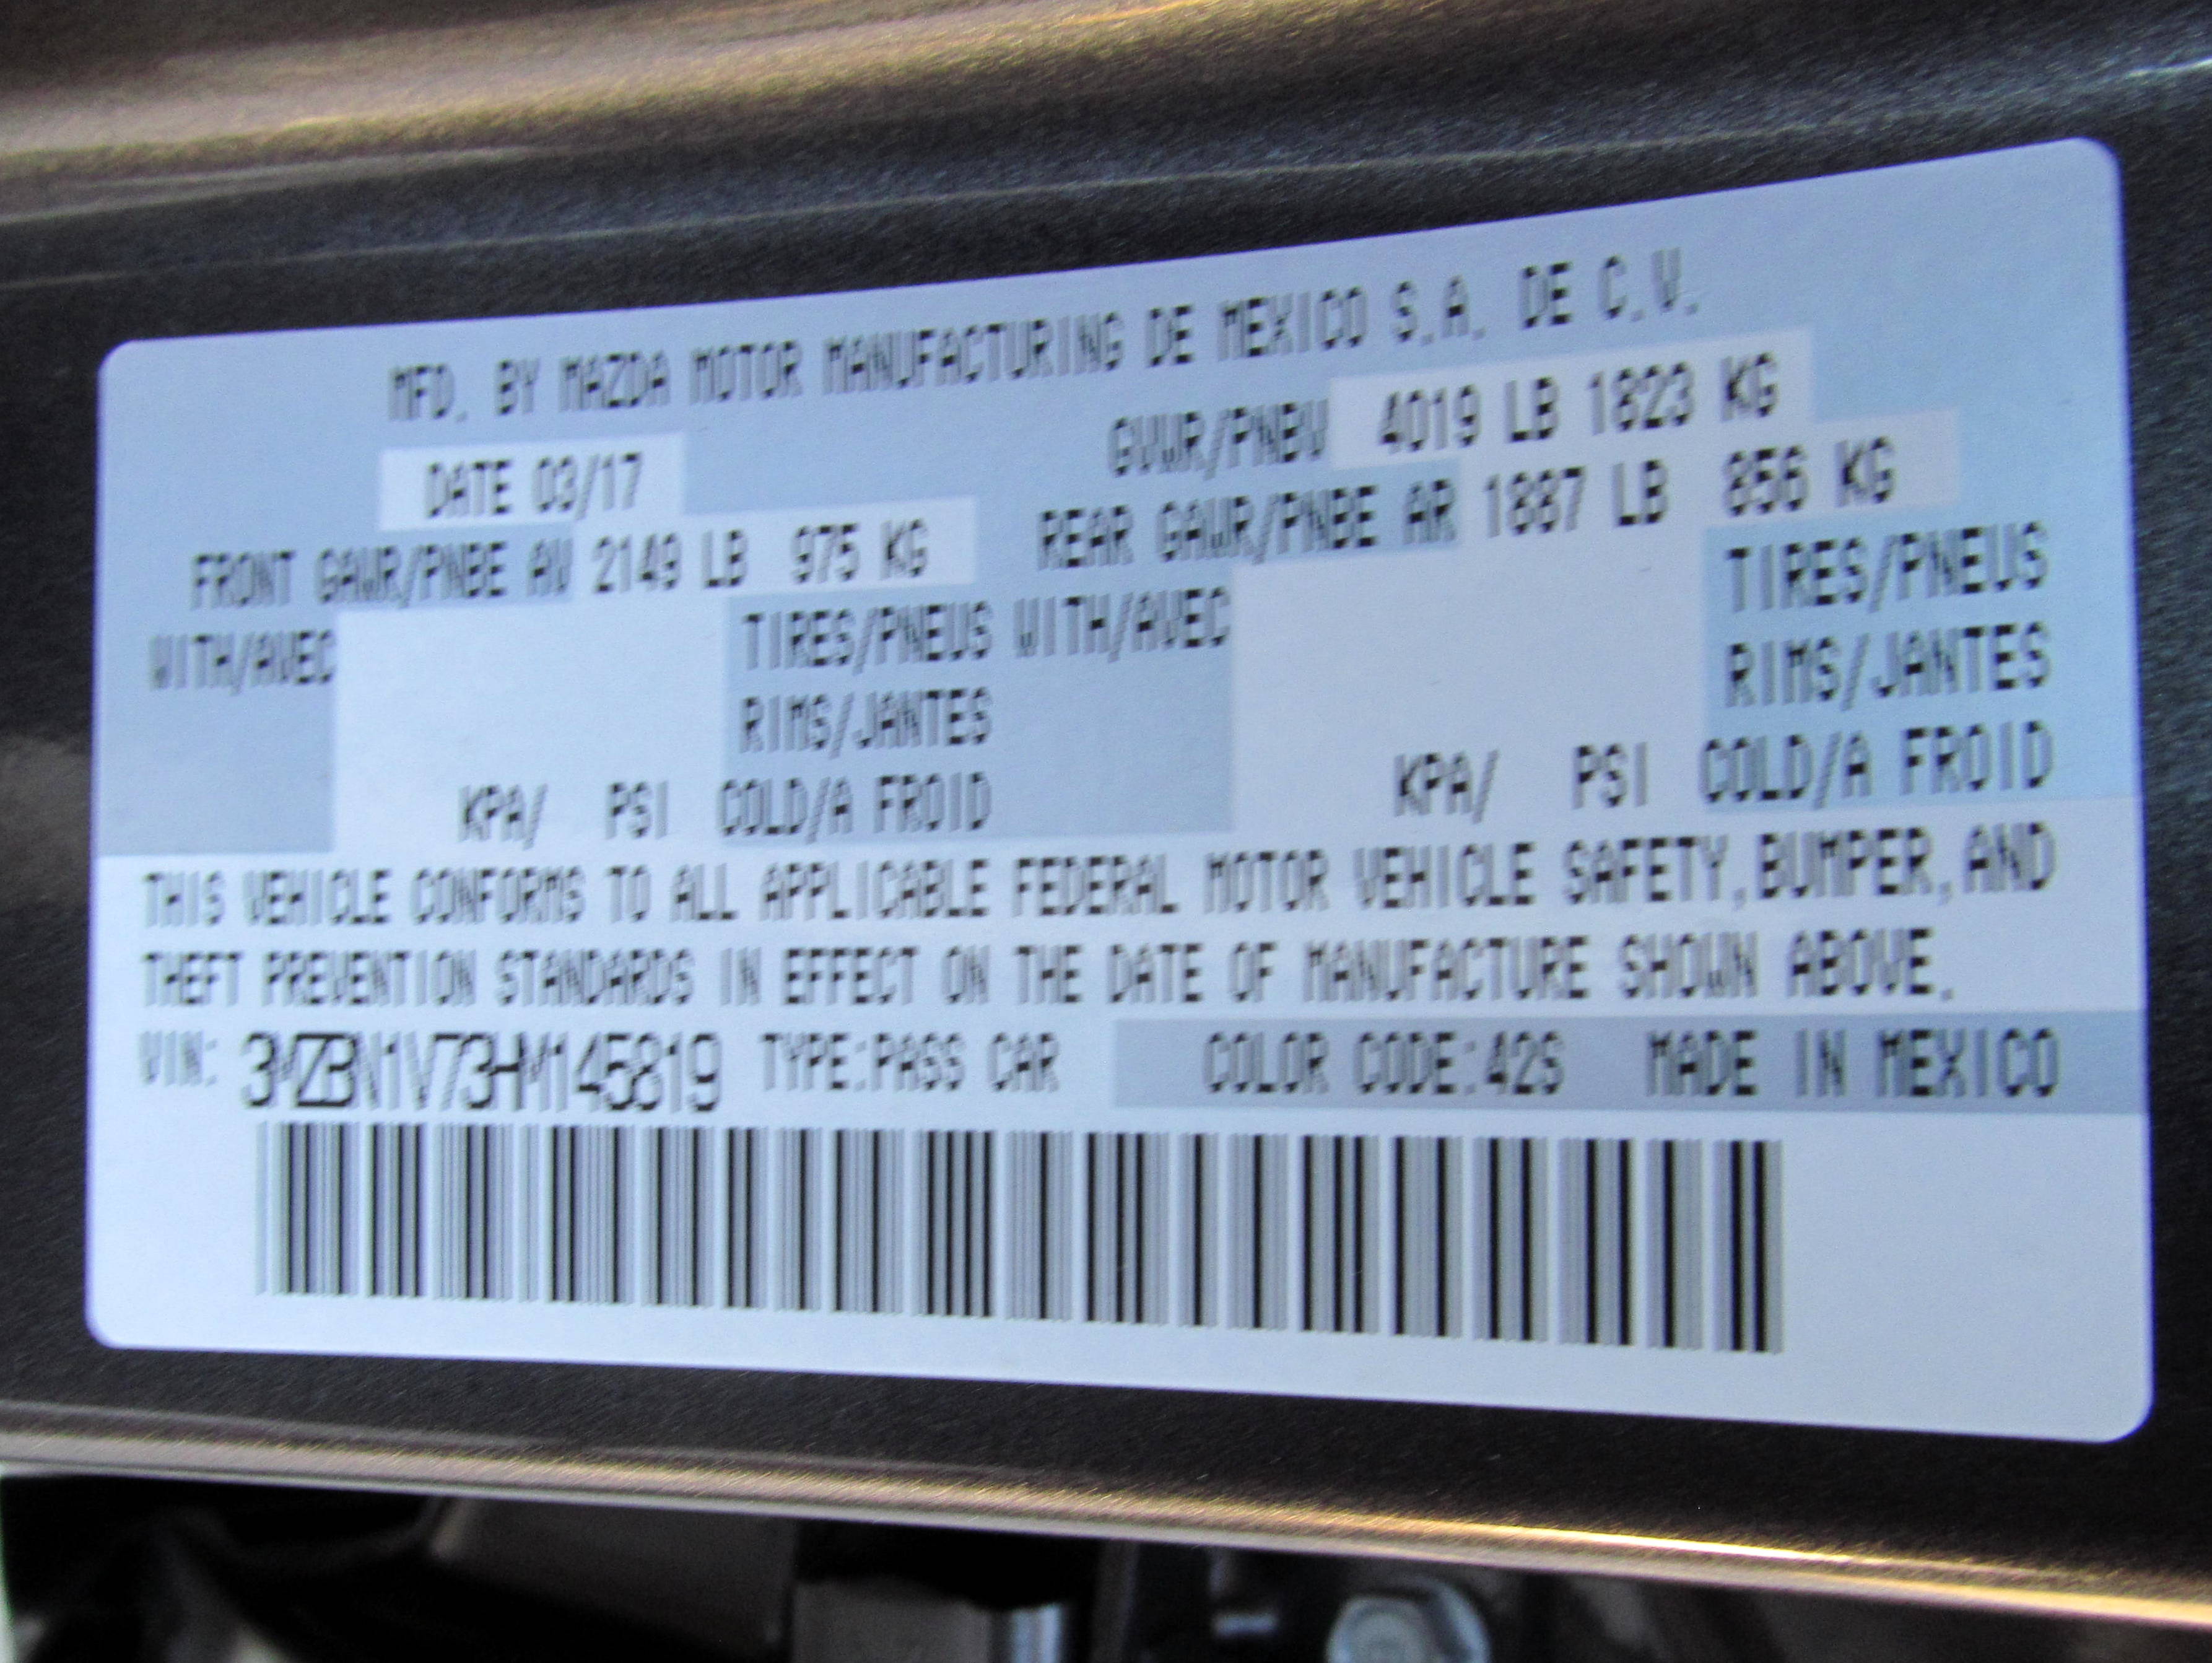 MFD. BY MAZDA MOTOR MANUFACTURING DE MEXICO S.A. DE C.V.
DATE 03/17 GVWR/PNBV 4019 LB 1823 KG
FRONT GAWR/PNBE AV 2149 LB 975 KG REAR GAWR/PNBE AR 1887 LB 856 KG
WITH/AVEC TIRES/PNEUS WITH/AVEC TIRES/PNEUS
RIMS/JANTES RIMS/JANTES
KPA/ PSI COLD/A FROID KPA/ PSI COLD/A FROID
THIS VEHICLE CONFORMS TO ALL APPLICABLE FEDERAL MOTOR VEHICLE SAFETY, BUMPER, AND
THEFT PREVENTION STANDARDS IN EFFECT ON THE DATE OF MANUFACTURE SHOWN ABOVE.
VIN: 3MZBN1V73HM145819 TYPE:PASS CAR COLOR CODE:42S MADE IN MEXICO